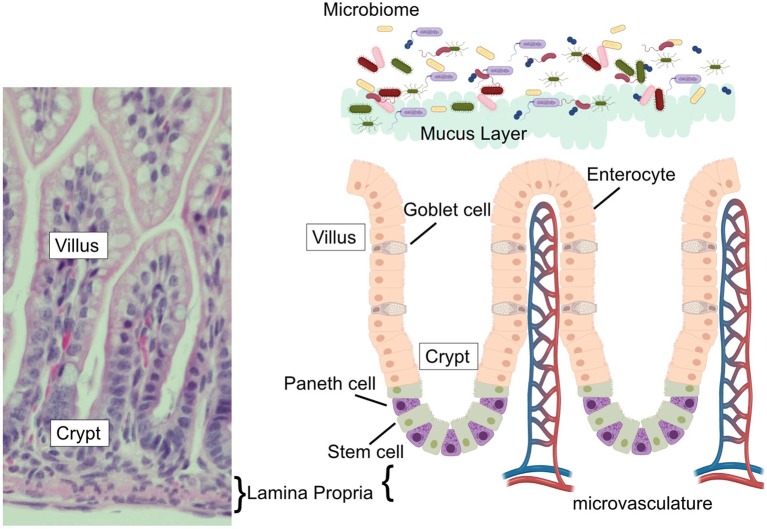 Microbiome
Mucus Layer
Enterocyte
Goblet cell
Villus
Villus
Crypt
Paneth cell
Crypt
Stem cell
Lamina Propria
microvasculature